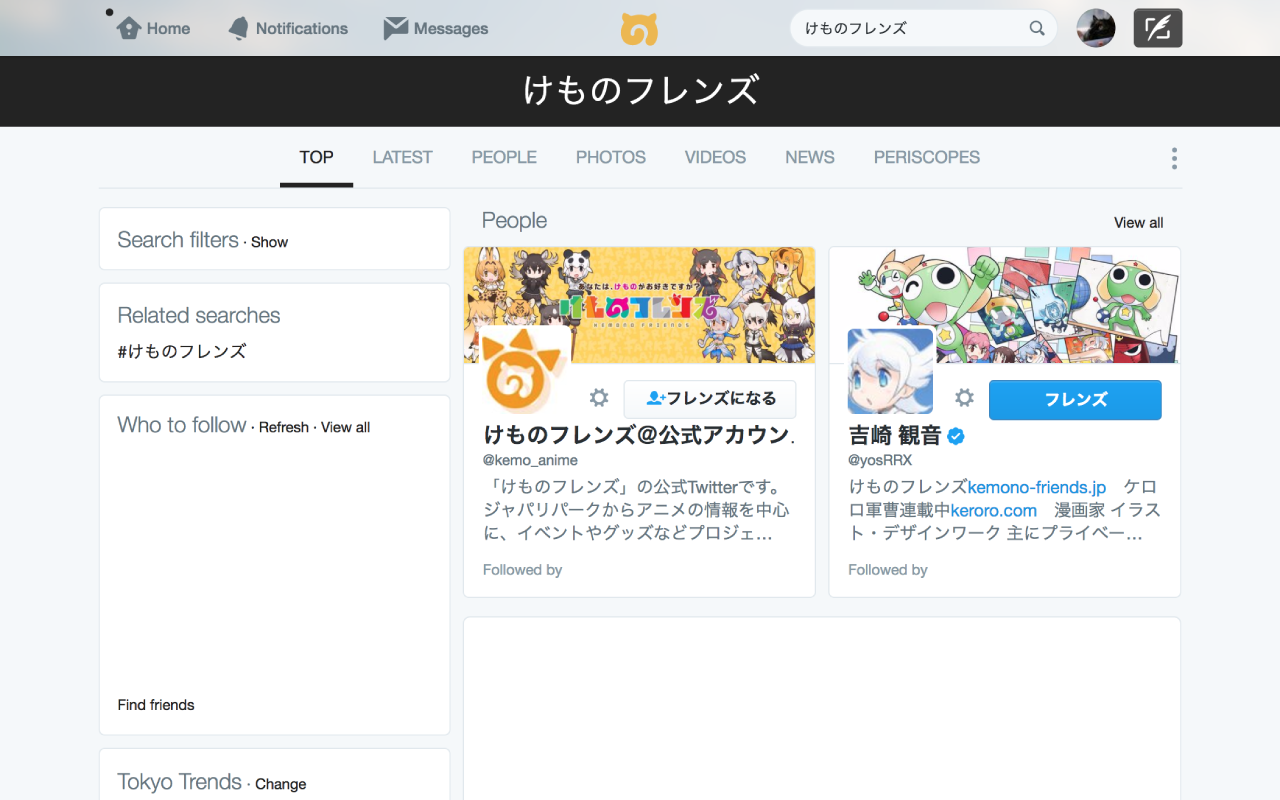 Home
Notifications
Messages
けものフレンズ
けものフレンズ
TOP
LATEST
PEOPLE
PHOTOS
VIDEOS
NEWS
PERISCOPES
Search filters · Show
Related searches
#けものフレンズ
Who to follow · Refresh · View all
Find friends
Tokyo Trends · Change
People
View all
あなたは、けものがお好きですか？
けものフレンズ
KEMONO FRIENDS
フレンズになる
けものフレンズ@公式アカウン.
@kemo_anime
「けものフレンズ」の公式Twitterです。
ジャパリパークからアニメの情報を中心
に、イベントやグッズなどプロジェ…
Followed by
フレンズ
吉崎 観音
@yosRRX
けものフレンズkemono-friends.jp　ケロ
ロ軍曹連載中keroro.com　漫画家 イラス
ト・デザインワーク 主にプライベー…
Followed by